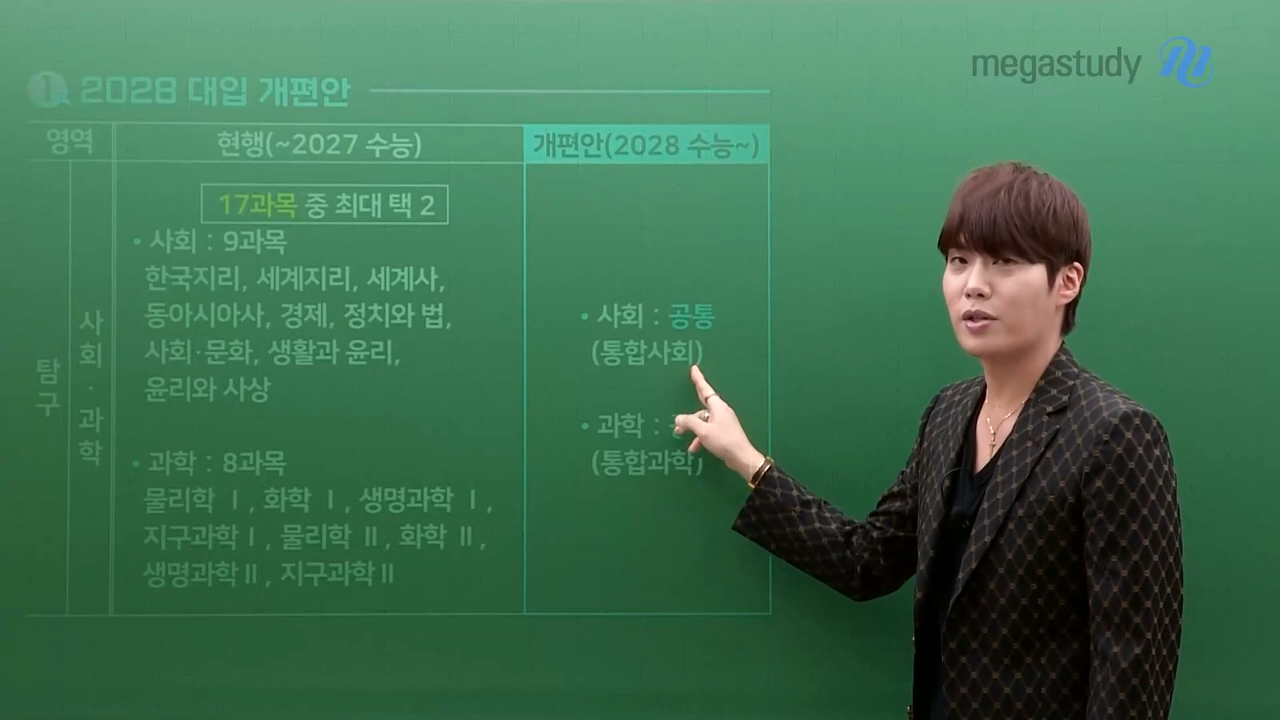 megastudy
1 2028 대입 개편안
영역
현행(~2027 수능)
개편안(2028 수능~)
탐구
사회·과학
17과목 중 최대 택 2
• 사회 : 9과목
한국지리, 세계지리, 세계사,
동아시아사, 경제, 정치와 법,
사회·문화, 생활과 윤리,
윤리와 사상
• 과학 : 8과목
물리학 Ⅰ, 화학 Ⅰ, 생명과학 Ⅰ,
지구과학Ⅰ, 물리학 Ⅱ, 화학 Ⅱ,
생명과학Ⅱ, 지구과학Ⅱ
• 사회 : 공통
(통합사회)
• 과학 :
(통합과학)